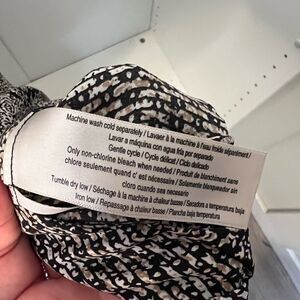 Machine wash cold separately / Laver à la machine à l'eau froide séparément /
Lavar a máquina con agua fría por separado
Gentle cycle / Cycle délicat / Ciclo delicado
Only non-chlorine bleach when needed / Produit de blanchiment sans
chlore seulement quand c' est nécessaire / Solamente blanqueador sin
cloro cuando sea necesario
Tumble dry low / Séchage à la machine à chaleur basse / Secadora a temperatura baja
Iron low / Repassage à chaleur basse / Plancha baja temperatura